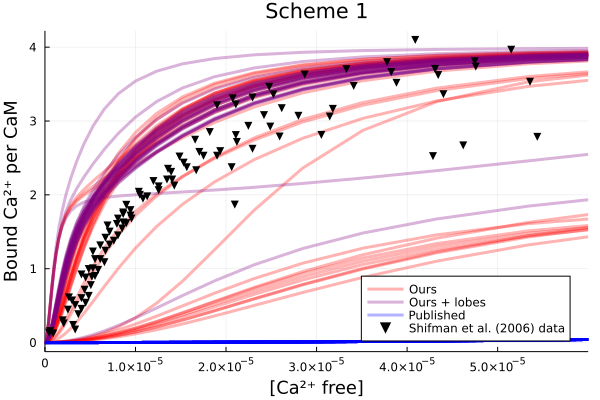 Scheme 1
Bound Ca²⁺ per CaM
4
3
2
1
0
0
1.0×10⁻⁵
2.0×10⁻⁵
3.0×10⁻⁵
4.0×10⁻⁵
5.0×10⁻⁵
[Ca²⁺ free]
Ours
Ours + lobes
Published
Shifman et al. (2006) data